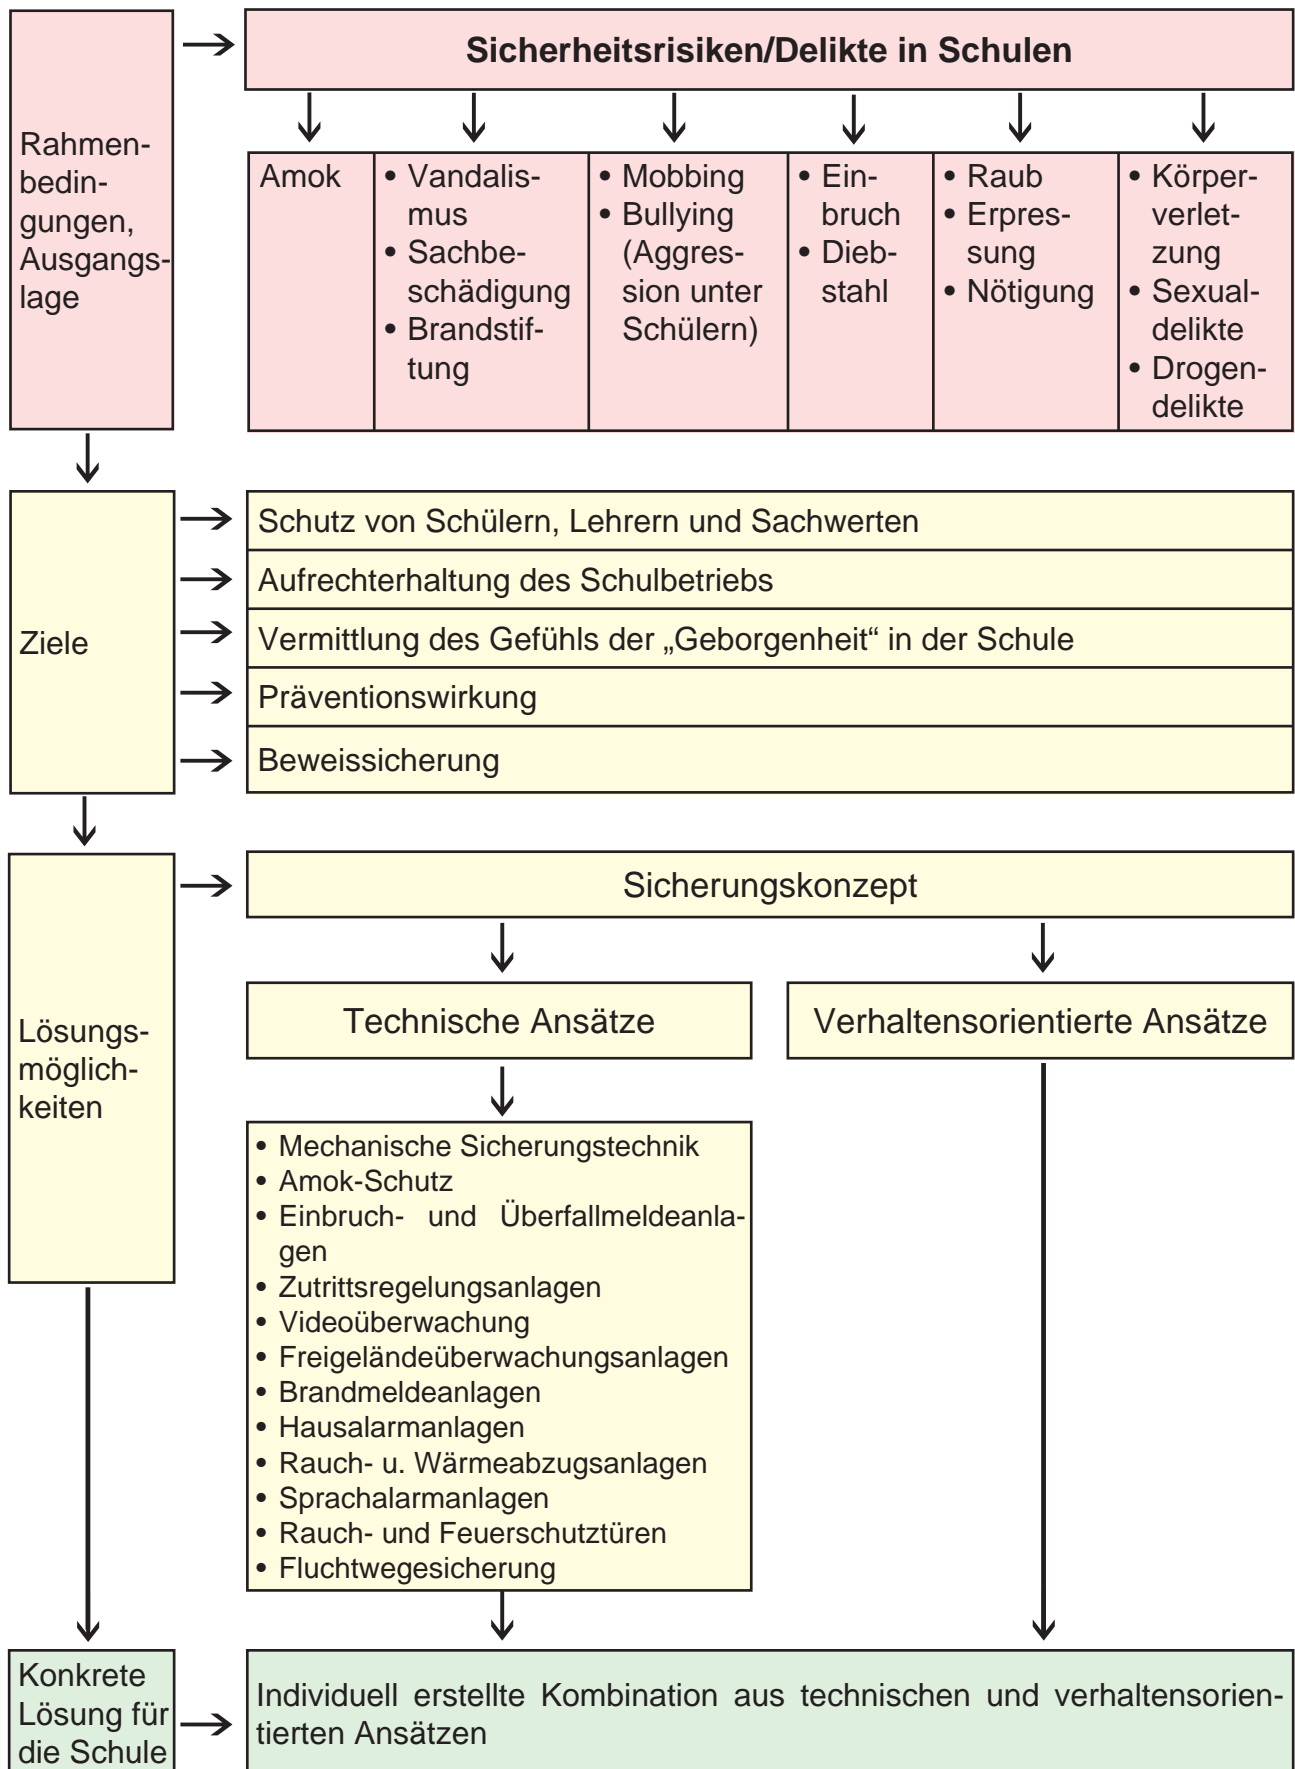 Sicherheitsrisiken/Delikte in Schulen
Rahmen-
bedin-
gungen,
Ausgangs-
lage
Amok
• Vandalis-
mus
• Sachbe-
schädigung
• Brandstif-
tung
• Mobbing
• Bullying
(Aggres-
sion unter
Schülern)
• Ein-
bruch
• Dieb-
stahl
• Raub
• Erpres-
sung
• Nötigung
• Körper-
verlet-
zung
• Sexual-
delikte
• Drogen-
delikte
Ziele
Schutz von Schülern, Lehrern und Sachwerten
Aufrechterhaltung des Schulbetriebs
Vermittlung des Gefühls der „Geborgenheit“ in der Schule
Präventionswirkung
Beweissicherung
Lösungs-
möglich-
keiten
Sicherungskonzept
Technische Ansätze
Verhaltensorientierte Ansätze
• Mechanische Sicherungstechnik
• Amok-Schutz
• Einbruch- und Überfallmeldeanla-
gen
• Zutrittsregelungsanlagen
• Videoüberwachung
• Freigeländeüberwachungsanlagen
• Brandmeldeanlagen
• Hausalarmanlagen
• Rauch- u. Wärmeabzugsanlagen
• Sprachalarmanlagen
• Rauch- und Feuerschutztüren
• Fluchtwegesicherung
Konkrete
Lösung für
die Schule
Individuell erstellte Kombination aus technischen und verhaltensorien-
tierten Ansätzen